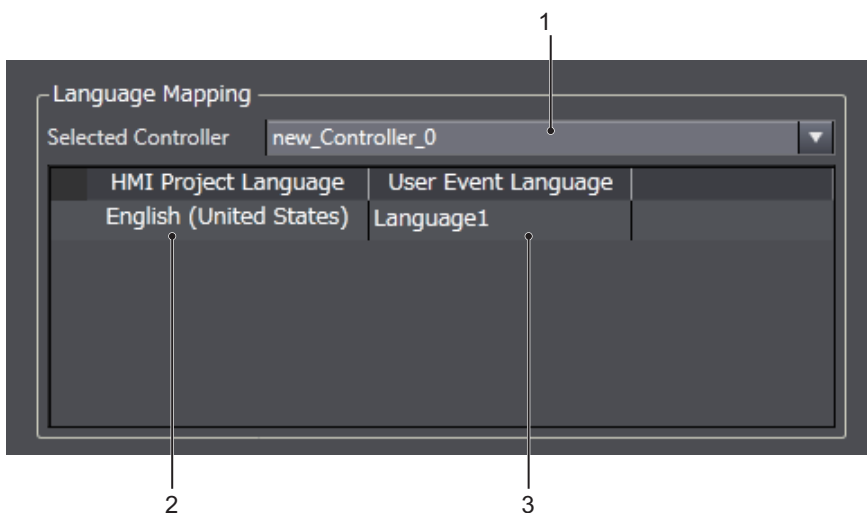 1
Language Mapping
Selected Controller new_Controller_0
HMI Project Language User Event Language
English (United States) Language1
2 3